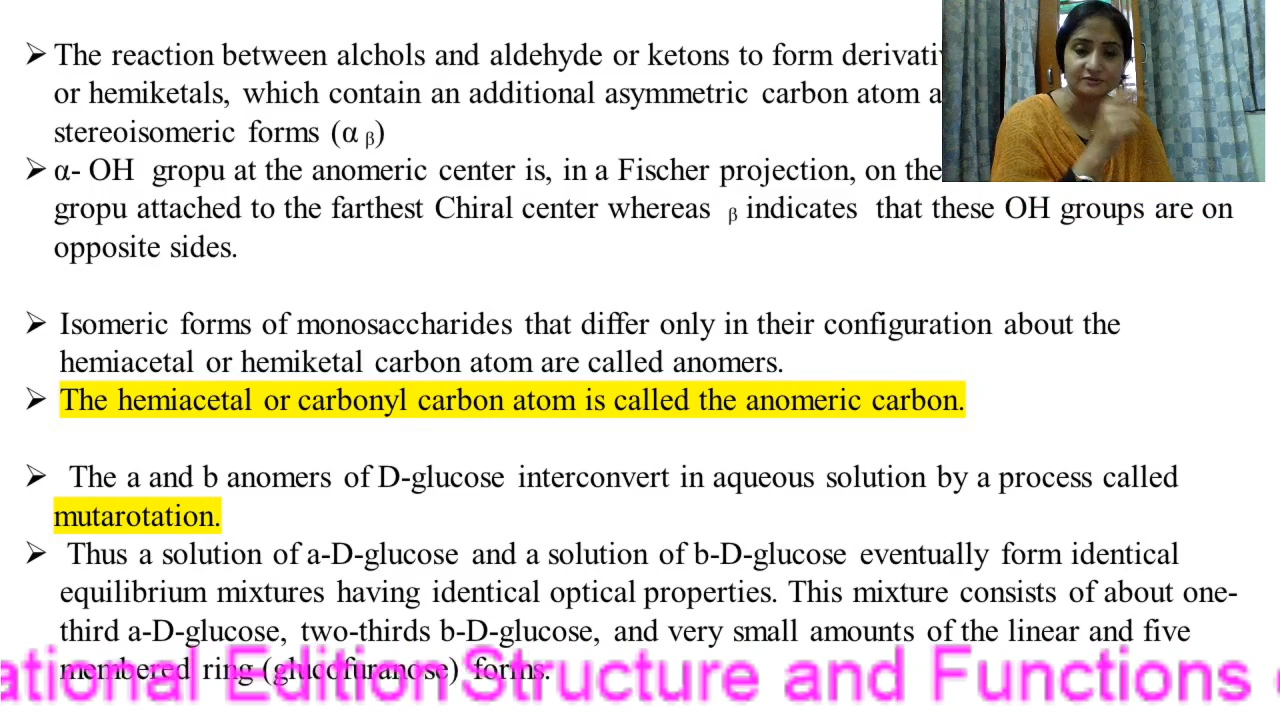 ➢ The reaction between alchols and aldehyde or ketons to form derivati
or hemiketals, which contain an additional asymmetric carbon atom a
stereoisomeric forms (α β)
➢ α- OH gropu at the anomeric center is, in a Fischer projection, on the
gropu attached to the farthest Chiral center whereas β indicates that these OH groups are on
opposite sides.
➢ Isomeric forms of monosaccharides that differ only in their configuration about the
hemiacetal or hemiketal carbon atom are called anomers.
➢ The hemiacetal or carbonyl carbon atom is called the anomeric carbon.
➢ The a and b anomers of D-glucose interconvert in aqueous solution by a process called
mutarotation.
➢ Thus a solution of a-D-glucose and a solution of b-D-glucose eventually form identical
equilibrium mixtures having identical optical properties. This mixture consists of about one-
third a-D-glucose, two-thirds b-D-glucose, and very small amounts of the linear and five
membered ring (glucofuranose) forms.
ational Edition Structure and Functions